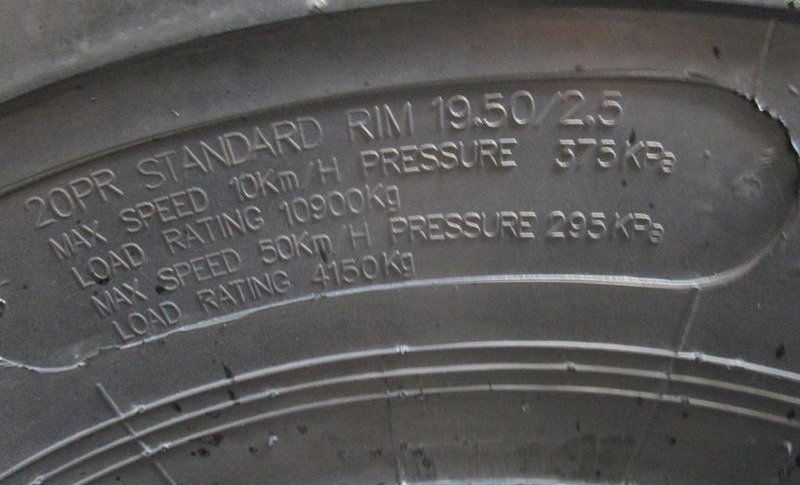 20PR STANDARD RIM 19.50/2.5
MAX SPEED 10Km/H PRESSURE 375KPa
LOAD RATING 10900Kg
MAX SPEED 50Km/H PRESSURE 295KPa
LOAD RATING 4150Kg